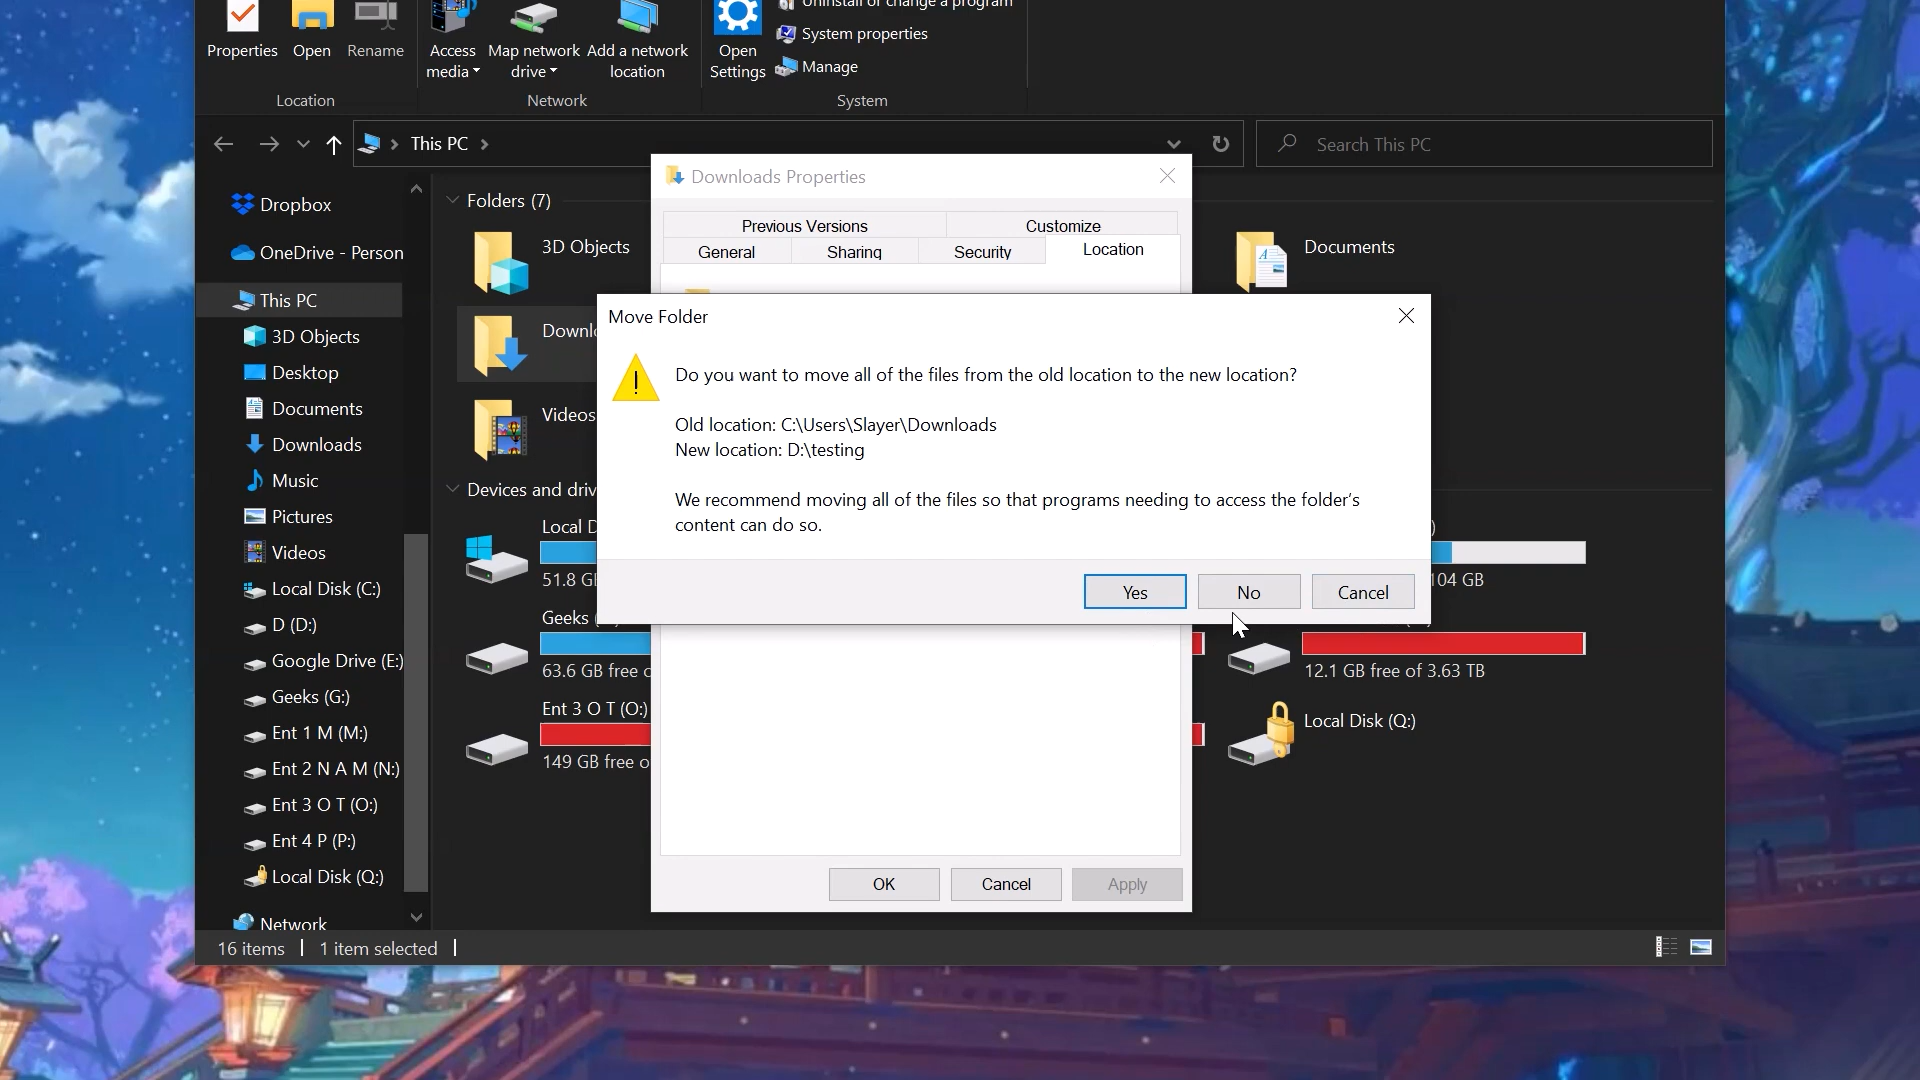 Uninstall or change a program
System properties
Manage
Properties
Open
Rename
Access media
Map network drive
Add a network location
Open Settings
Location
Network
System
This PC
Search This PC
Dropbox
OneDrive - Person
This PC
3D Objects
Desktop
Documents
Downloads
Music
Pictures
Videos
Local Disk (C:)
D (D:)
Google Drive (E:)
Geeks (G:)
Ent 1 M (M:)
Ent 2 N A M (N:)
Ent 3 O T (O:)
Ent 4 P (P:)
Local Disk (Q:)
Network
Folders (7)
3D Objects
Documents
Videos
Local
51.8 G
Geeks
63.6 GB free
Ent 3 O T (O:)
149 GB free
104 GB
12.1 GB free of 3.63 TB
Local Disk (Q:)
Downloads Properties
Previous Versions
Customize
General
Sharing
Security
Location
Move Folder
!
Do you want to move all of the files from the old location to the new location?
Old location: C:\Users\Slayer\Downloads
New location: D:\testing
We recommend moving all of the files so that programs needing to access the folder's
content can do so.
Yes
No
Cancel
OK
Cancel
Apply
16 items
1 item selected